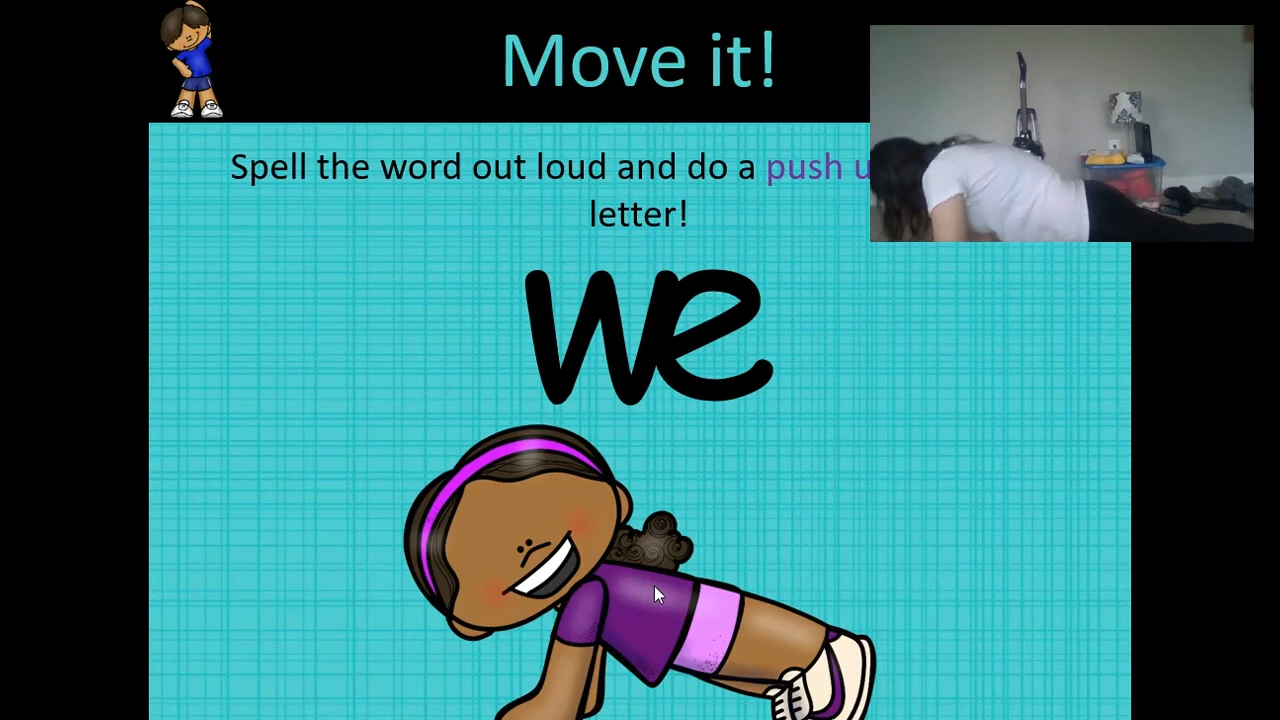 Move it!
Spell the word out loud and do a push u
letter!
we